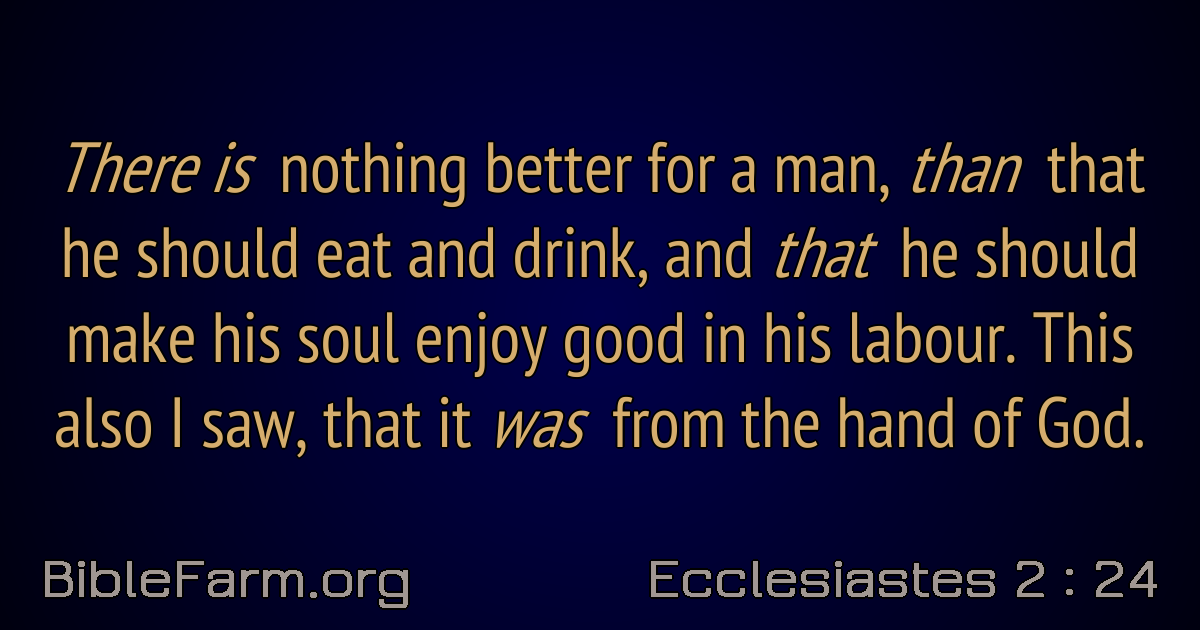 There is nothing better for a man, than that
he should eat and drink, and that he should
make his soul enjoy good in his labour. This
also I saw, that it was from the hand of God.
BibleFarm.org
Ecclesiastes 2 : 24